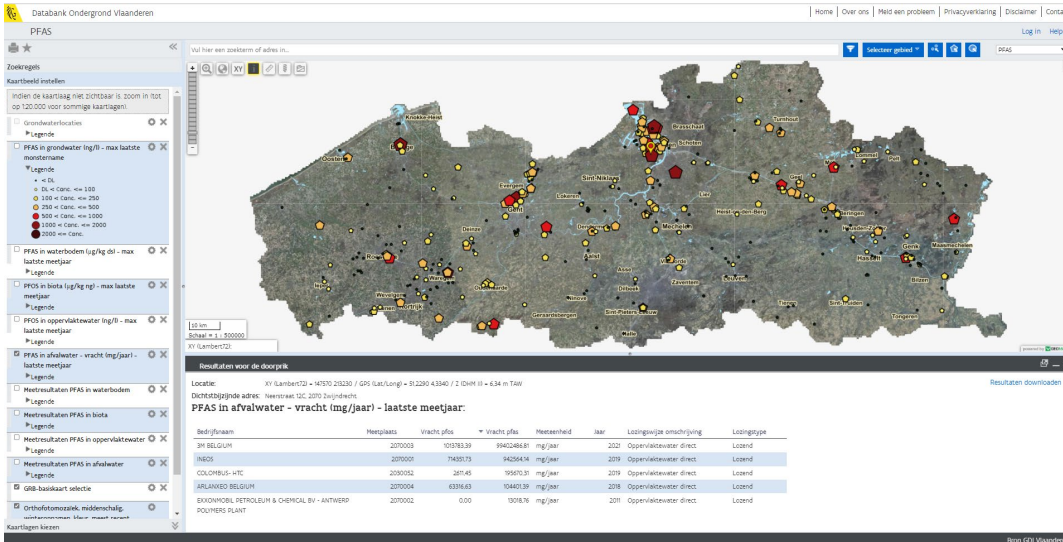 Databank Ondergrond Vlaanderen
Home | Over ons | Meld een probleem | Privacyverklaring | Disclaimer | Conta
PFAS
Log in Help
Vul hier een zoekterm of adres in...
Selecteer gebied
PFAS
Zoekregels
Kaartbeeld instellen
Indien de kaartlaag niet zichtbaar is, zoom in (tot
op 1:20.000 voor sommige kaartlagen).
Grondwaterlocaties
Legende
PFAS in grondwater (ng/l) - max laatste
monstername
Legende
< DL
DL < Conc. <= 100
100 < Conc. <= 250
250 < Conc. <= 500
500 < Conc. <= 1000
1000 < Conc. <= 2000
2000 <= Conc.
PFAS in waterbodem (µg/kg ds) - max
laatste meetjaar
Legende
PFOS in biota (µg/kg ng) - max laatste
meetjaar
Legende
PFOS in oppervlaktewater (ng/l) - max
laatste meetjaar
Legende
PFAS in afvalwater - vracht (mg/jaar) -
laatste meetjaar
Legende
Meetresultaten PFAS in waterbodem
Legende
Meetresultaten PFAS in biota
Legende
Meetresultaten PFAS in oppervlaktewater
Legende
Meetresultaten PFAS in afvalwater
Legende
GRB-basiskaart selectie
Orthofotomozaïek, middenschalig,
Kaartlagen kiezen
XY
Knokke-Heist
Oostende
Evergem
Gent
Lokeren
Sint-Niklaas
Brasschaat
Schoten
Turnhout
Lommel
Pelt
Geel
Lier
Heist-op-den-Berg
Mechelen
Beringen
Heusden-Zolder
Genk
Maasmechelen
Hasselt
Bilzen
Deinze
Aalst
Asse
Dilbeek
Zaventem
Leuven
Waregem
Wevelgem
Kortrijk
Oudenaarde
Ninove
Geraardsbergen
Sint-Pieters-Leeuw
Halle
Tienen
Sint-Truiden
Tongeren
10 km
Schaal = 1 : 500000
XY (Lambert72):
powered by
Resultaten voor de doorprik
Locatie: XY (Lambert72) = 147570 213230 / GPS (Lat/Long) = 51,2290 4,3340 / Z (DHM II) = 6,34 m TAW
Resultaten downloaden
Dichtstbijzijnde adres: Neerstraat 12C, 2070 Zwijndrecht
PFAS in afvalwater - vracht (mg/jaar) - laatste meetjaar:
Bedrijfsnaam Meetplaats Vracht pfos Vracht pfas Meeteenheid Jaar Lozingswijze omschrijving Lozingstype
3M BELGIUM 2070003 1013783,39 99402486,81 mg/jaar 2021 Oppervlaktewater direct Lozend
INEOS 2070001 714351,73 942564,14 mg/jaar 2019 Oppervlaktewater direct Lozend
COLOMBUS- HTC 2030052 2611,45 195670,31 mg/jaar 2019 Oppervlaktewater direct Lozend
ARLANXEO BELGIUM 2070004 63316,63 104401,39 mg/jaar 2018 Oppervlaktewater direct Lozend
EXXONMOBIL PETROLEUM & CHEMICAL BV - ANTWERP 2070002 0,00 13018,76 mg/jaar 2011 Oppervlaktewater direct Lozend
POLYMERS PLANT
Bron GDI Vlaanderen